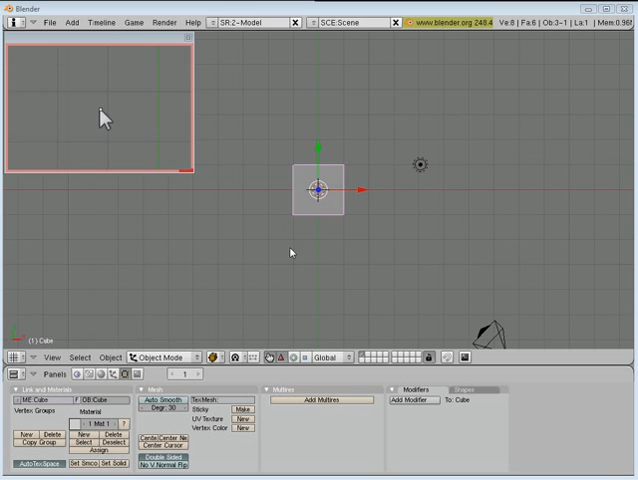 Blender
File Add Timeline Game Render Help SR:2-Model X SCE:Scene X www.blender.org 248.4 Ve:8 | Fa:6 | Ob:3-1 | La:1 | Mem:0.96
(1) Cube
View Select Object Object Mode Global
Panels 1
Link and Materials Mesh Multires Modifiers Shapes
ME:Cube F OB:Cube Auto Smooth TexMesh: Add Multires Add Modifier To: Cube
Vertex Groups Material Degr: 30 Sticky Make
1 Mat 1 ? UV Texture New
New Delete New Delete Vertex Color New
Copy Group Select Deselect Center Ne
Assign Center Cursor
Double Sided
AutoTexSpace Set Smoo Set Solid No V.Normal Flip